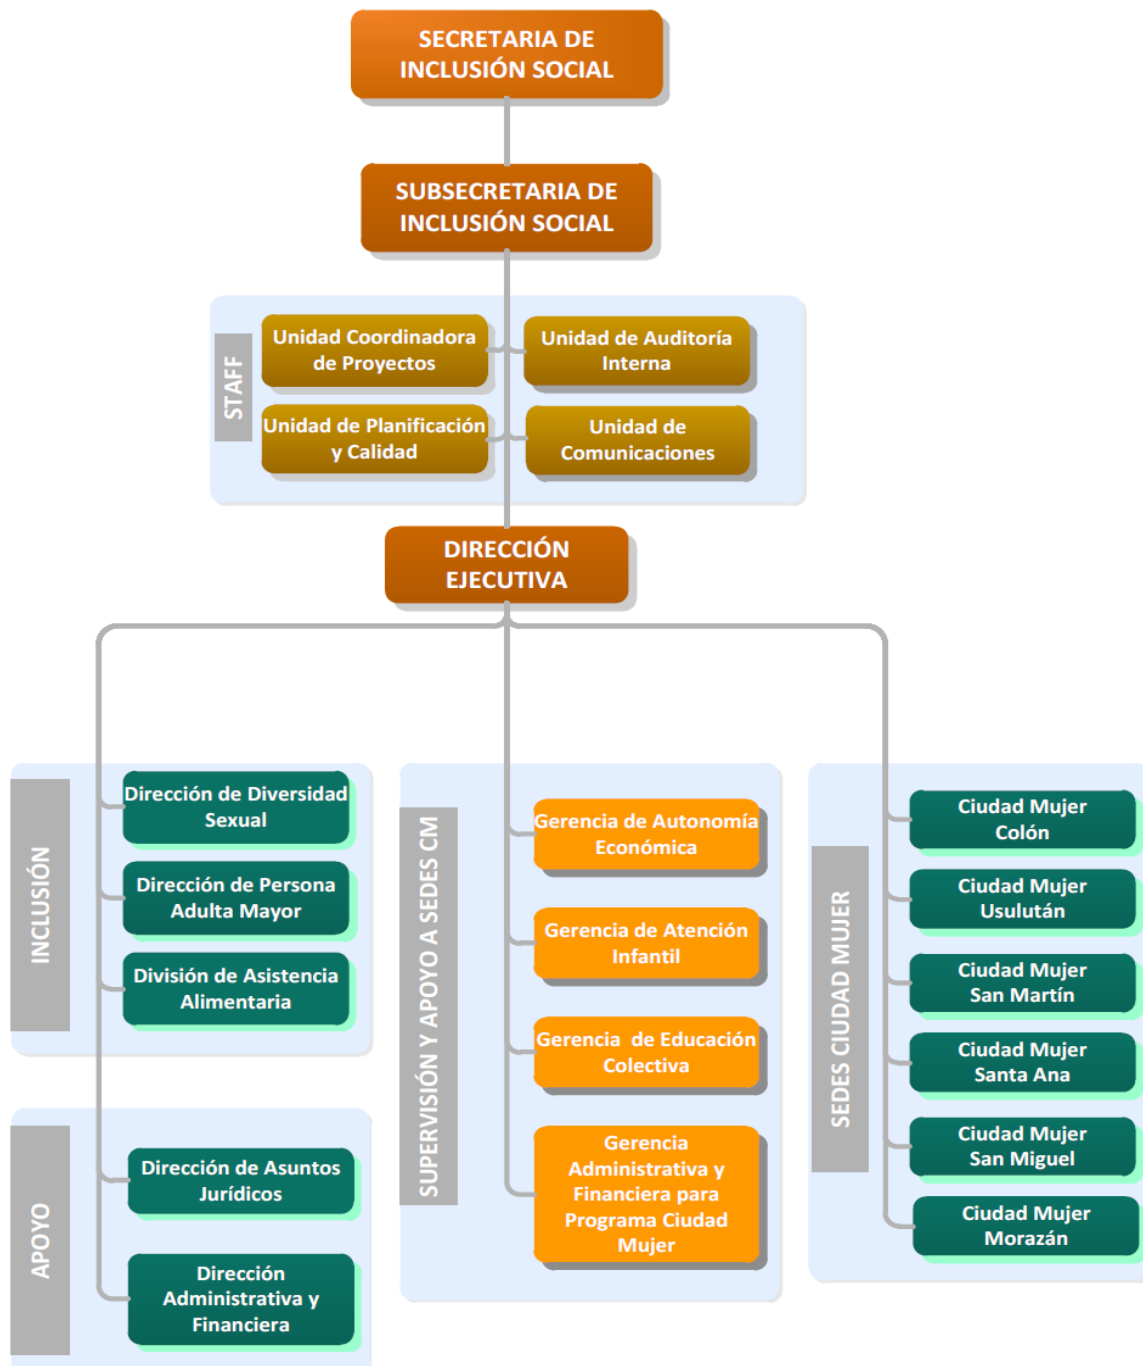 SECRETARIA DE
INCLUSIÓN SOCIAL
SUBSECRETARIA DE
INCLUSIÓN SOCIAL
STAFF
Unidad Coordinadora
de Proyectos
Unidad de Auditoría
Interna
Unidad de Planificación
y Calidad
Unidad de
Comunicaciones
DIRECCIÓN
EJECUTIVA
INCLUSIÓN
Dirección de Diversidad
Sexual
Dirección de Persona
Adulta Mayor
División de Asistencia
Alimentaria
APOYO
Dirección de Asuntos
Jurídicos
Dirección
Administrativa y
Financiera
SUPERVISIÓN Y APOYO A SEDES CM
Gerencia de Autonomía
Económica
Gerencia de Atención
Infantil
Gerencia de Educación
Colectiva
Gerencia
Administrativa y
Financiera para
Programa Ciudad
Mujer
SEDES CIUDAD MUJER
Ciudad Mujer
Colón
Ciudad Mujer
Usulután
Ciudad Mujer
San Martín
Ciudad Mujer
Santa Ana
Ciudad Mujer
San Miguel
Ciudad Mujer
Morazán